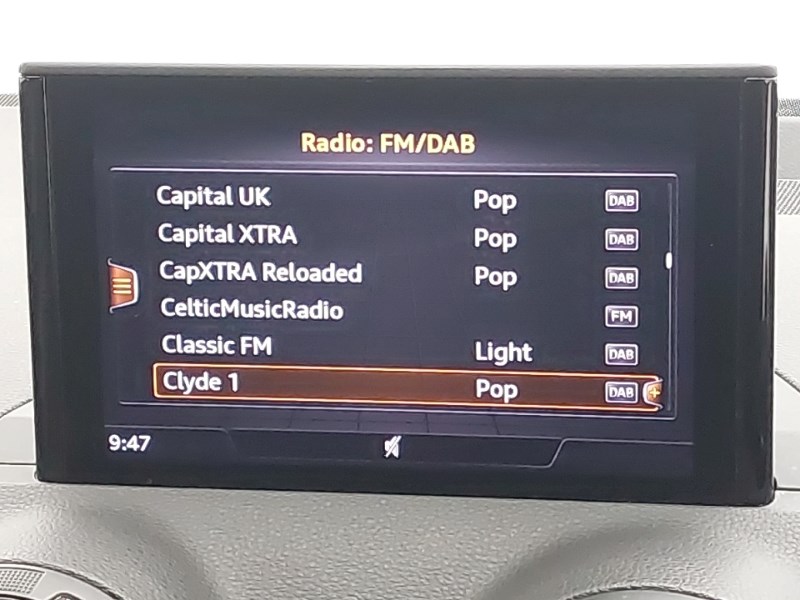 Radio: FM/DAB
Capital UK Pop DAB
Capital XTRA Pop DAB
CapXTRA Reloaded Pop DAB
CelticMusicRadio FM
Classic FM Light DAB
Clyde 1 Pop DAB
9:47